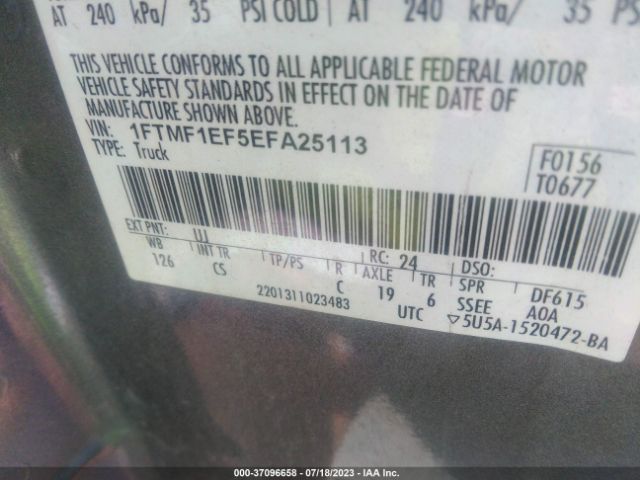 AT 240 kPa/ 35 PSI COLD AT 240 kPa/ 35 PS
THIS VEHICLE CONFORMS TO ALL APPLICABLE FEDERAL MOTOR
VEHICLE SAFETY STANDARDS IN EFFECT ON THE DATE OF
MANUFACTURE SHOWN ABOVE.
VIN: 1FTMF1EF5EFA25113
TYPE: Truck
F0156
T0677
EXT PNT: UJ RC: 24 DSO:
WB INT TR TP/PS R AXLE TR SPR
126 CS C 19 6 SSEE DF615
A0A
2201311023483 UTC ▽5U5A-1520472-BA
000-37096658 / 07/18/2023 / IAA Inc.